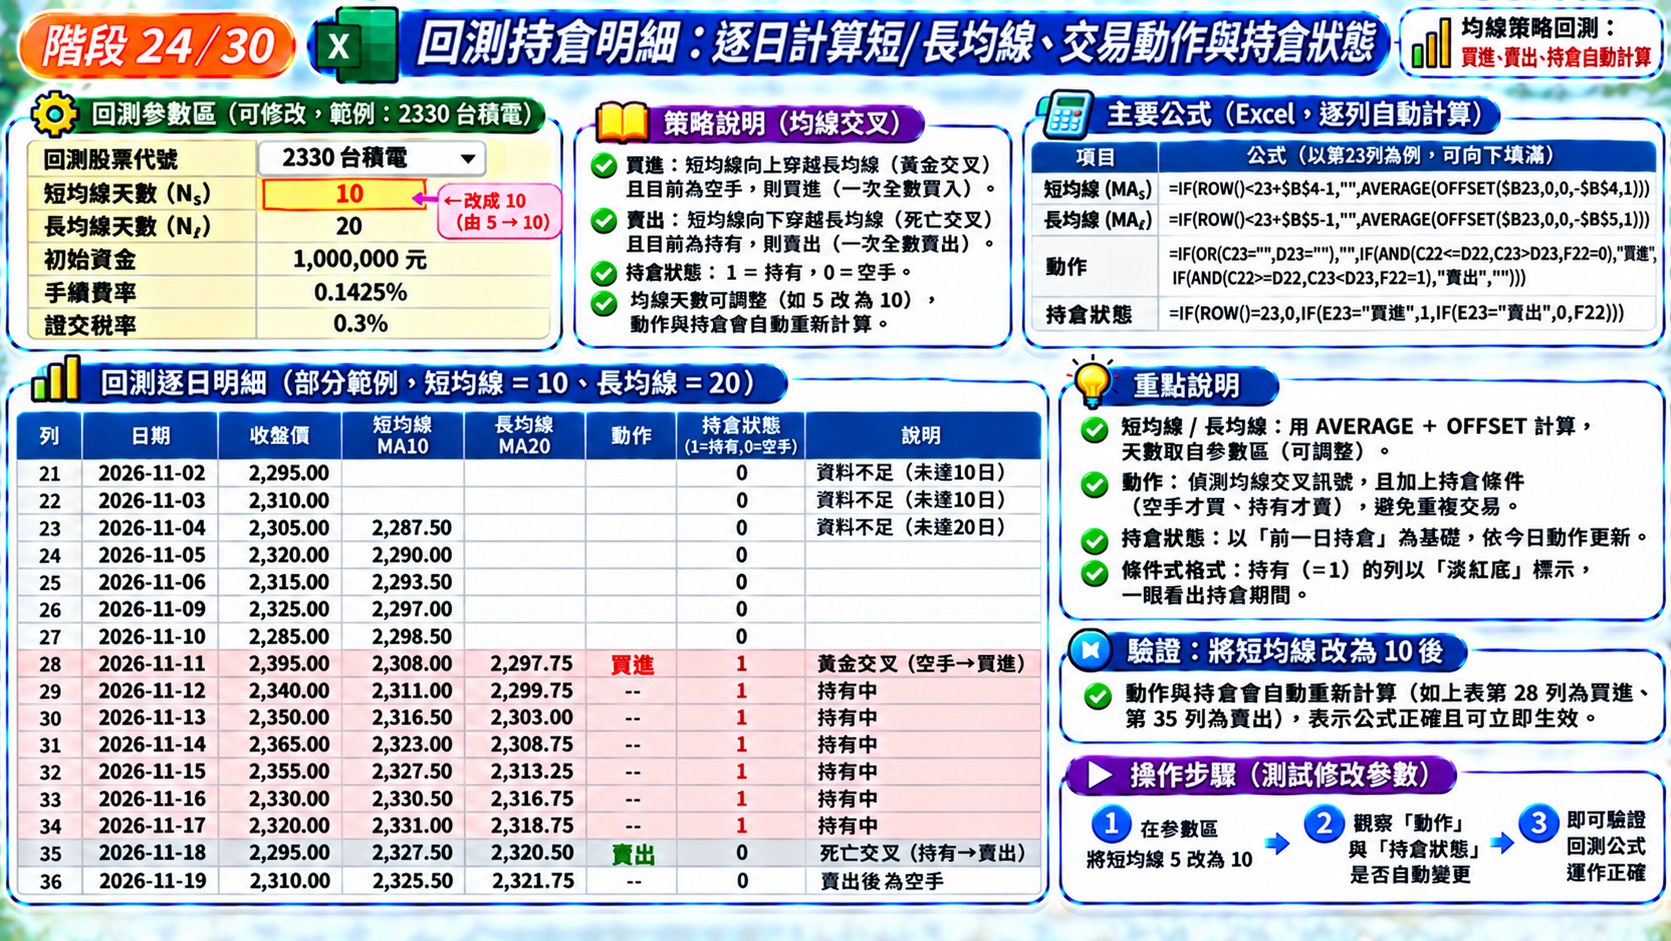 階段 24/30
回測持倉明細：逐日計算短/長均線、交易動作與持倉狀態
均線策略回測：
買進、賣出、持倉自動計算
回測參數區（可修改，範例：2330 台積電）
回測股票代號 2330 台積電
短均線天數（Ns） 10
←改成 10
（由 5 → 10）
長均線天數（Nℓ） 20
初始資金 1,000,000 元
手續費率 0.1425%
證交稅率 0.3%
策略說明（均線交叉）
買進：短均線向上穿越長均線（黃金交叉）
且目前為空手，則買進（一次全數買入）。
賣出：短均線向下穿越長均線（死亡交叉）
且目前為持有，則賣出（一次全數賣出）。
持倉狀態：1 = 持有，0 = 空手。
均線天數可調整（如 5 改為 10），
動作與持倉會自動重新計算。
主要公式（Excel，逐列自動計算）
項目 公式（以第23列為例，可向下填滿）
短均線 (MAs) =IF(ROW()<23+$B$4-1,"",AVERAGE(OFFSET($B23,0,0,-$B$4,1)))
長均線 (MAℓ) =IF(ROW()<23+$B$5-1,"",AVERAGE(OFFSET($B23,0,0,-$B$5,1)))
動作 =IF(OR(C23="",D23=""),"",IF(AND(C22<=D22,C23>D23,F22=0),"買進",
IF(AND(C22>=D22,C23<D23,F22=1),"賣出","")))
持倉狀態 =IF(ROW()=23,0,IF(E23="買進",1,IF(E23="賣出",0,F22)))
回測逐日明細（部分範例，短均線 = 10、長均線 = 20）
列 日期 收盤價 短均線 MA10 長均線 MA20 動作 持倉狀態 (1=持有,0=空手) 說明
21 2026-11-02 2,295.00 0 資料不足（未達10日）
22 2026-11-03 2,310.00 0 資料不足（未達10日）
23 2026-11-04 2,305.00 2,287.50 0 資料不足（未達20日）
24 2026-11-05 2,320.00 2,290.00 0
25 2026-11-06 2,315.00 2,293.50 0
26 2026-11-09 2,325.00 2,297.00 0
27 2026-11-10 2,285.00 2,298.50 0
28 2026-11-11 2,395.00 2,308.00 2,297.75 買進 1 黃金交叉（空手→買進）
29 2026-11-12 2,340.00 2,311.00 2,299.75 -- 1 持有中
30 2026-11-13 2,350.00 2,316.50 2,303.00 -- 1 持有中
31 2026-11-14 2,365.00 2,323.00 2,308.75 -- 1 持有中
32 2026-11-15 2,355.00 2,327.50 2,313.25 -- 1 持有中
33 2026-11-16 2,330.00 2,330.50 2,316.75 -- 1 持有中
34 2026-11-17 2,320.00 2,331.00 2,318.75 -- 1 持有中
35 2026-11-18 2,295.00 2,327.50 2,320.50 賣出 0 死亡交叉（持有→賣出）
36 2026-11-19 2,310.00 2,325.50 2,321.75 -- 0 賣出後為空手
重點說明
短均線 / 長均線：用 AVERAGE ＋ OFFSET 計算，
天數取自參數區（可調整）。
動作：偵測均線交叉訊號，且加上持倉條件
（空手才買、持有才賣），避免重複交易。
持倉狀態：以「前一日持倉」為基礎，依今日動作更新。
條件式格式：持有（=1）的列以「淡紅底」標示，
一眼看出持倉期間。
驗證：將短均線改為 10 後
動作與持倉會自動重新計算（如上表第 28 列為買進、
第 35 列為賣出），表示公式正確且可立即生效。
操作步驟（測試修改參數）
1 在參數區
將短均線 5 改為 10
2 觀察「動作」
與「持倉狀態」
是否自動變更
3 即可驗證
回測公式
運作正確